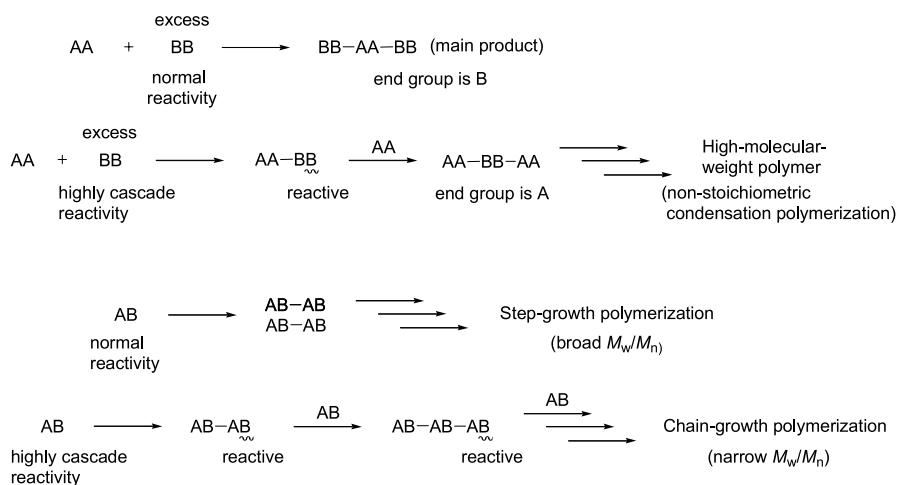 excess
AA + BB BB–AA–BB (main product)
normal
reactivity
end group is B
excess
AA + BB AA–BB AA AA–BB–AA High-molecular-
weight polymer
highly cascade
reactivity
reactive
end group is A
(non-stoichiometric
condensation polymerization)
AB AB–AB Step-growth polymerization
AB–AB
normal
reactivity
(broad Mw/Mn)
AB AB–AB AB AB–AB–AB AB Chain-growth polymerization
highly cascade
reactivity
reactive
reactive
(narrow Mw/Mn)